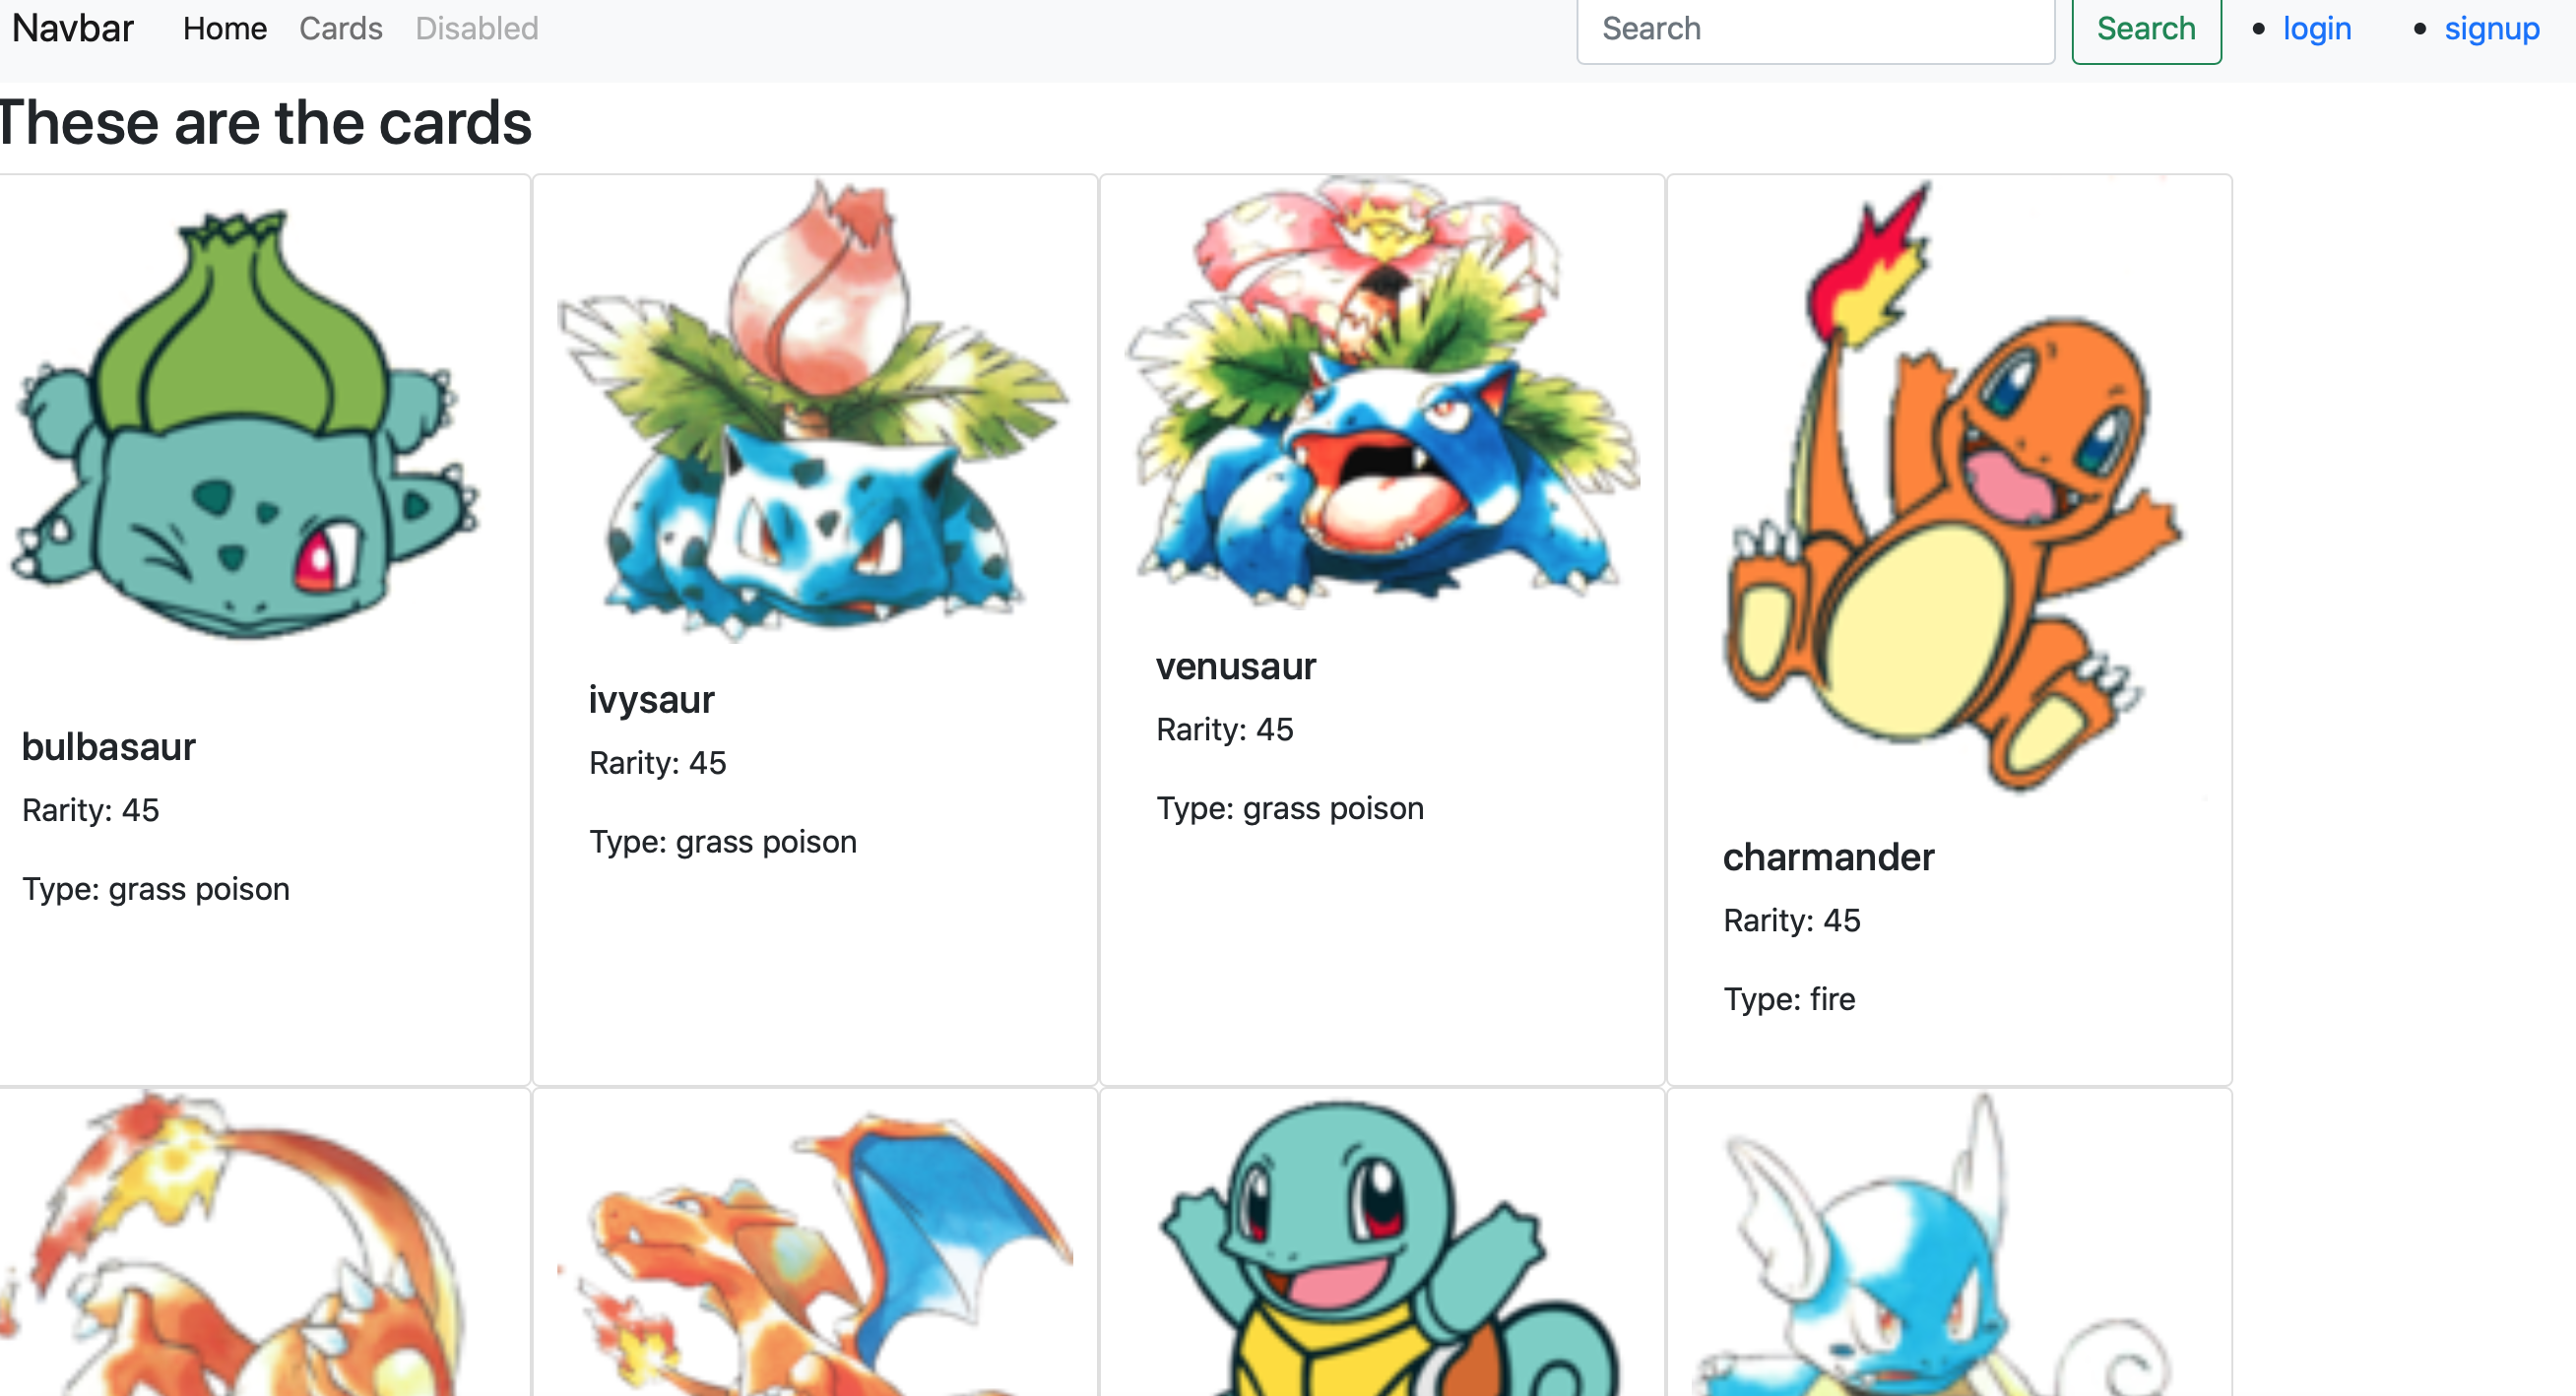 Navbar Home Cards Disabled Search Search • login • signup
These are the cards
bulbasaur
Rarity: 45
Type: grass poison
ivysaur
Rarity: 45
Type: grass poison
venusaur
Rarity: 45
Type: grass poison
charmander
Rarity: 45
Type: fire